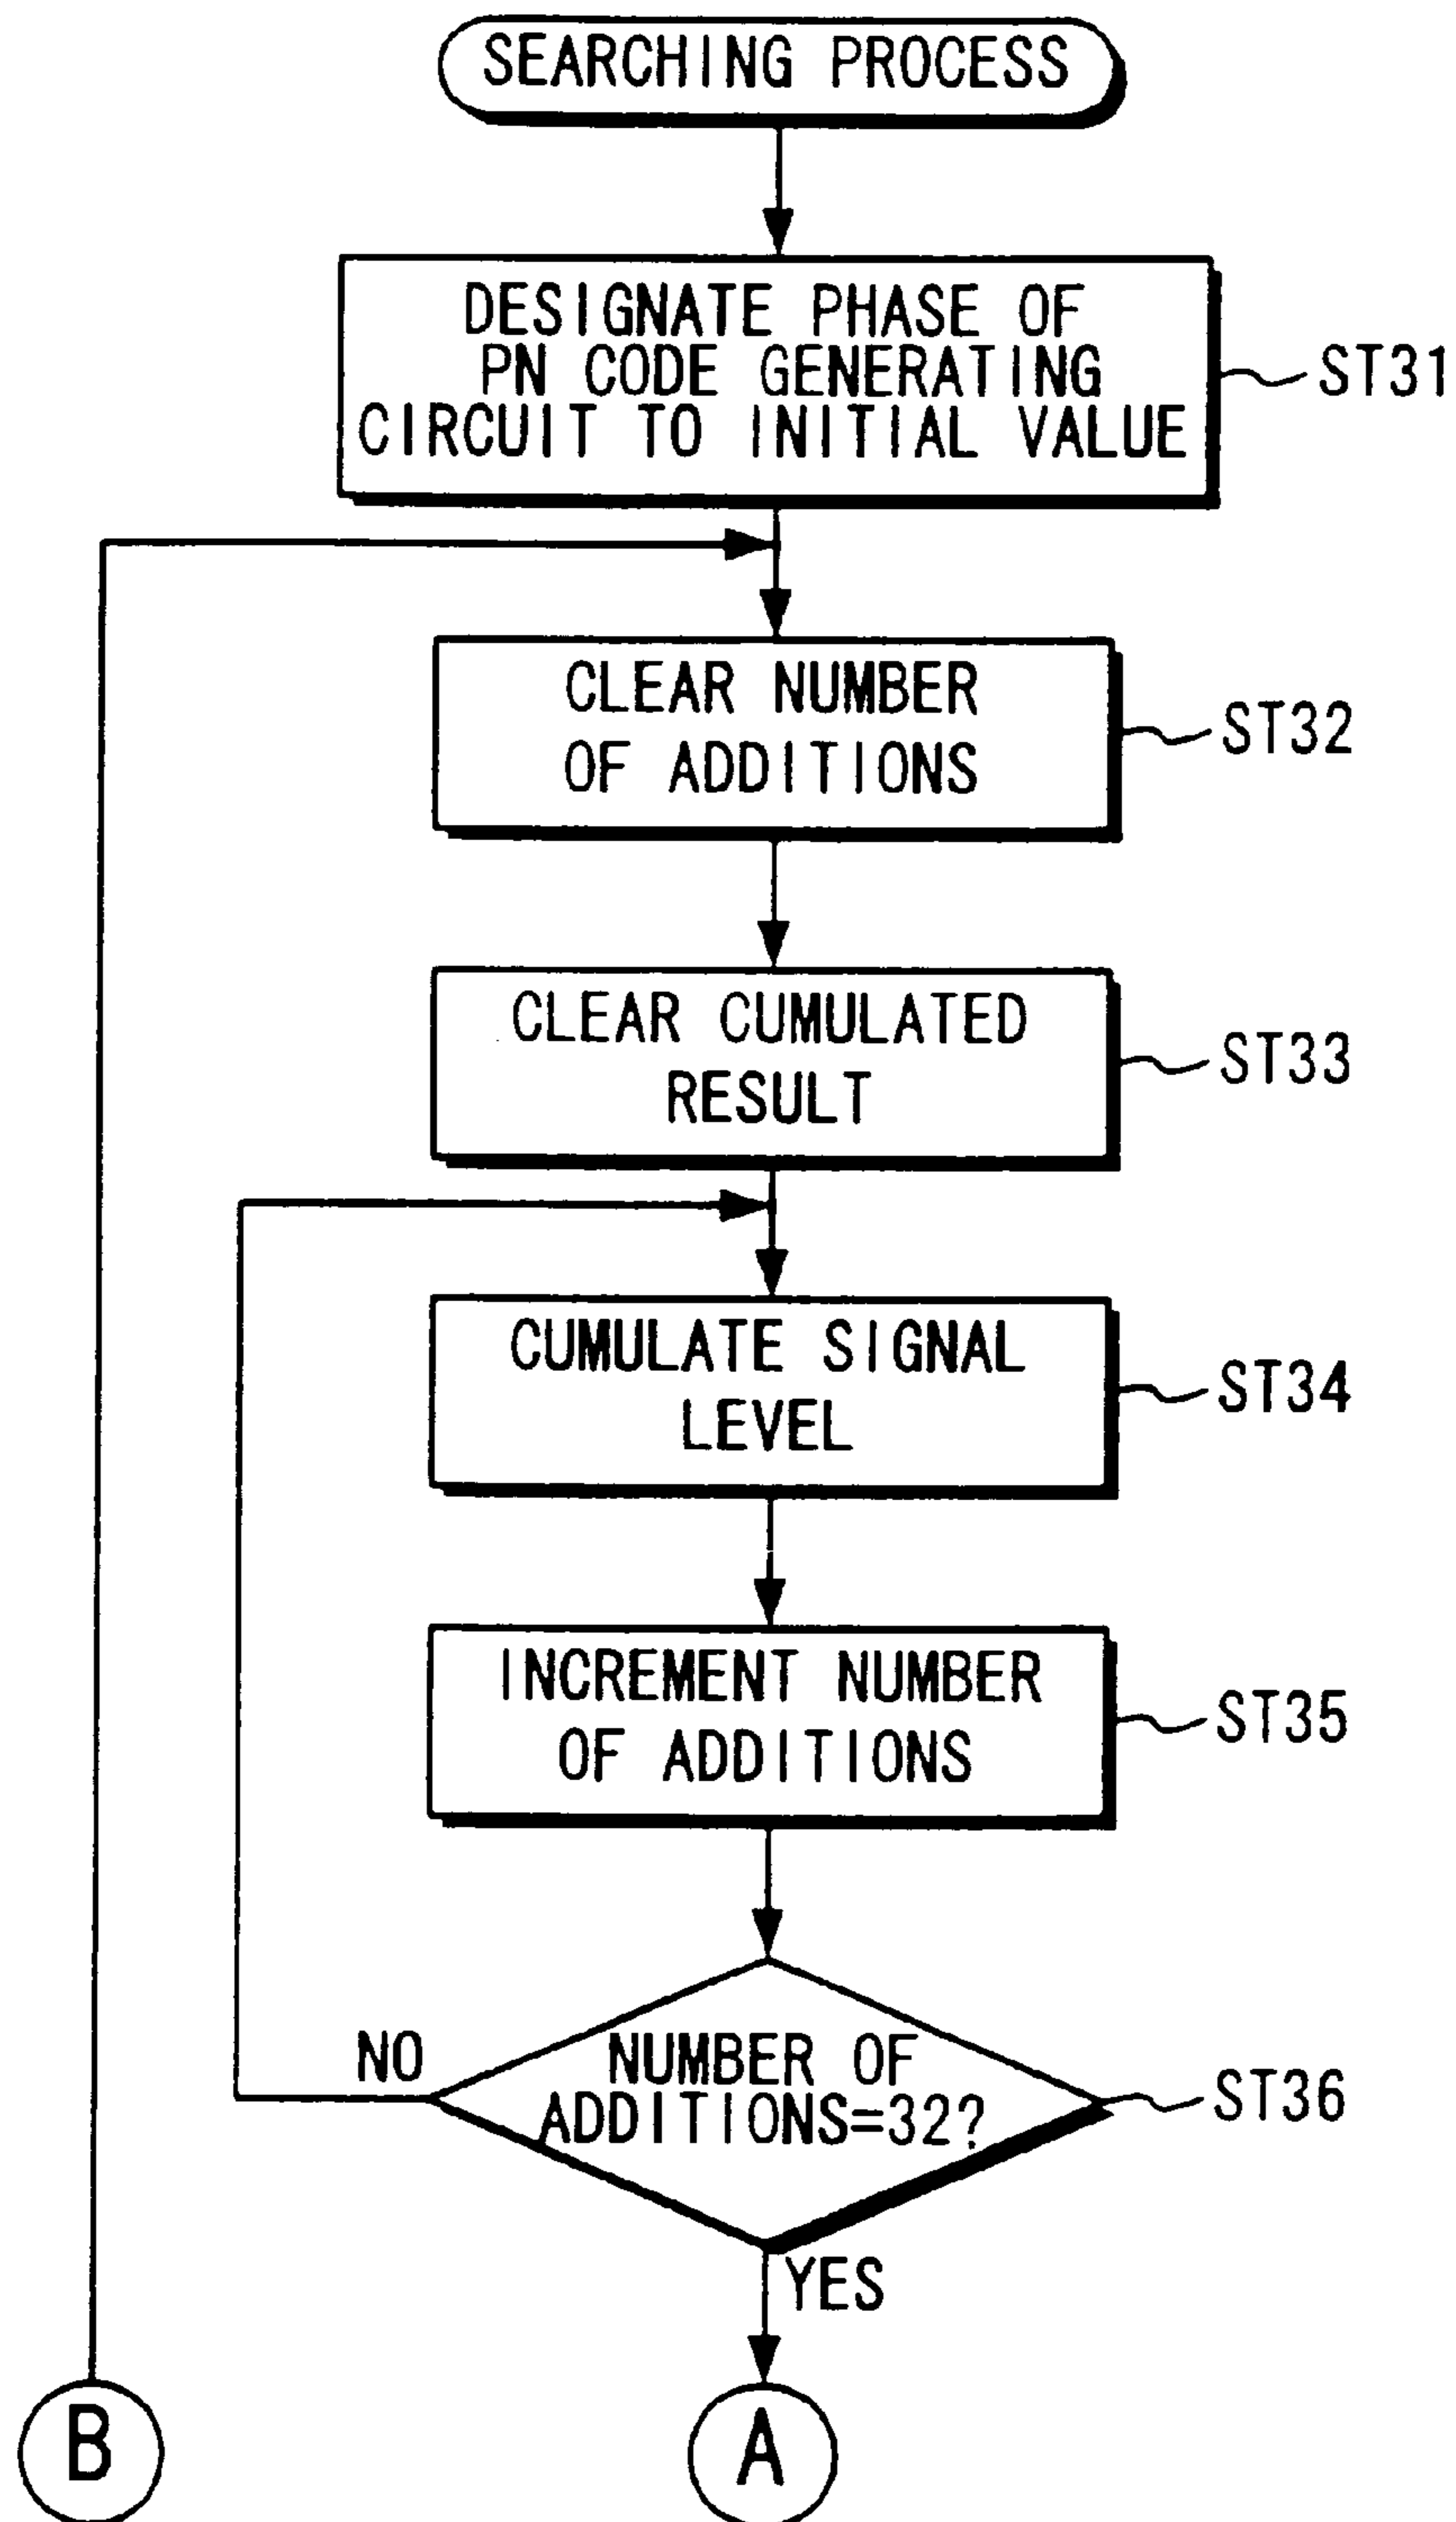 SEARCHING PROCESS
DESIGNATE PHASE OF
PN CODE GENERATING
CIRCUIT TO INITIAL VALUE
ST31
CLEAR NUMBER
OF ADDITIONS
ST32
CLEAR CUMULATED
RESULT
ST33
CUMULATE SIGNAL
LEVEL
ST34
INCREMENT NUMBER
OF ADDITIONS
ST35
NO
NUMBER OF
ADDITIONS=32?
ST36
YES
B
A